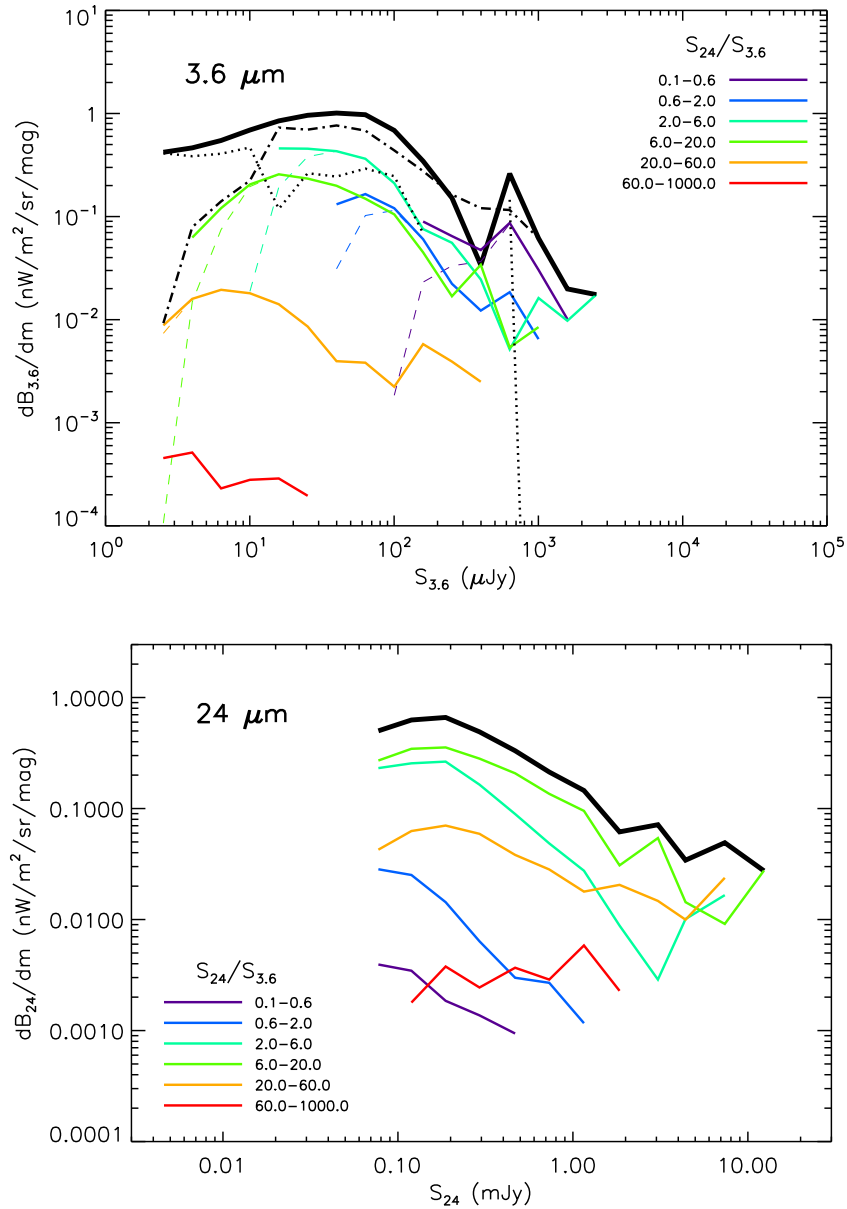 3.6 μm
S24/S3.6
0.1−0.6
0.6−2.0
2.0−6.0
6.0−20.0
20.0−60.0
60.0−1000.0
dB3.6/dm (nW/m²/sr/mag)
10¹
1
10⁻¹
10⁻²
10⁻³
10⁻⁴
10⁰ 10¹ 10² 10³ 10⁴ 10⁵
S3.6 (μJy)
24 μm
dB24/dm (nW/m²/sr/mag)
1.0000
0.1000
0.0100
0.0010
0.0001
S24/S3.6
0.1−0.6
0.6−2.0
2.0−6.0
6.0−20.0
20.0−60.0
60.0−1000.0
0.01 0.10 1.00 10.00
S24 (mJy)